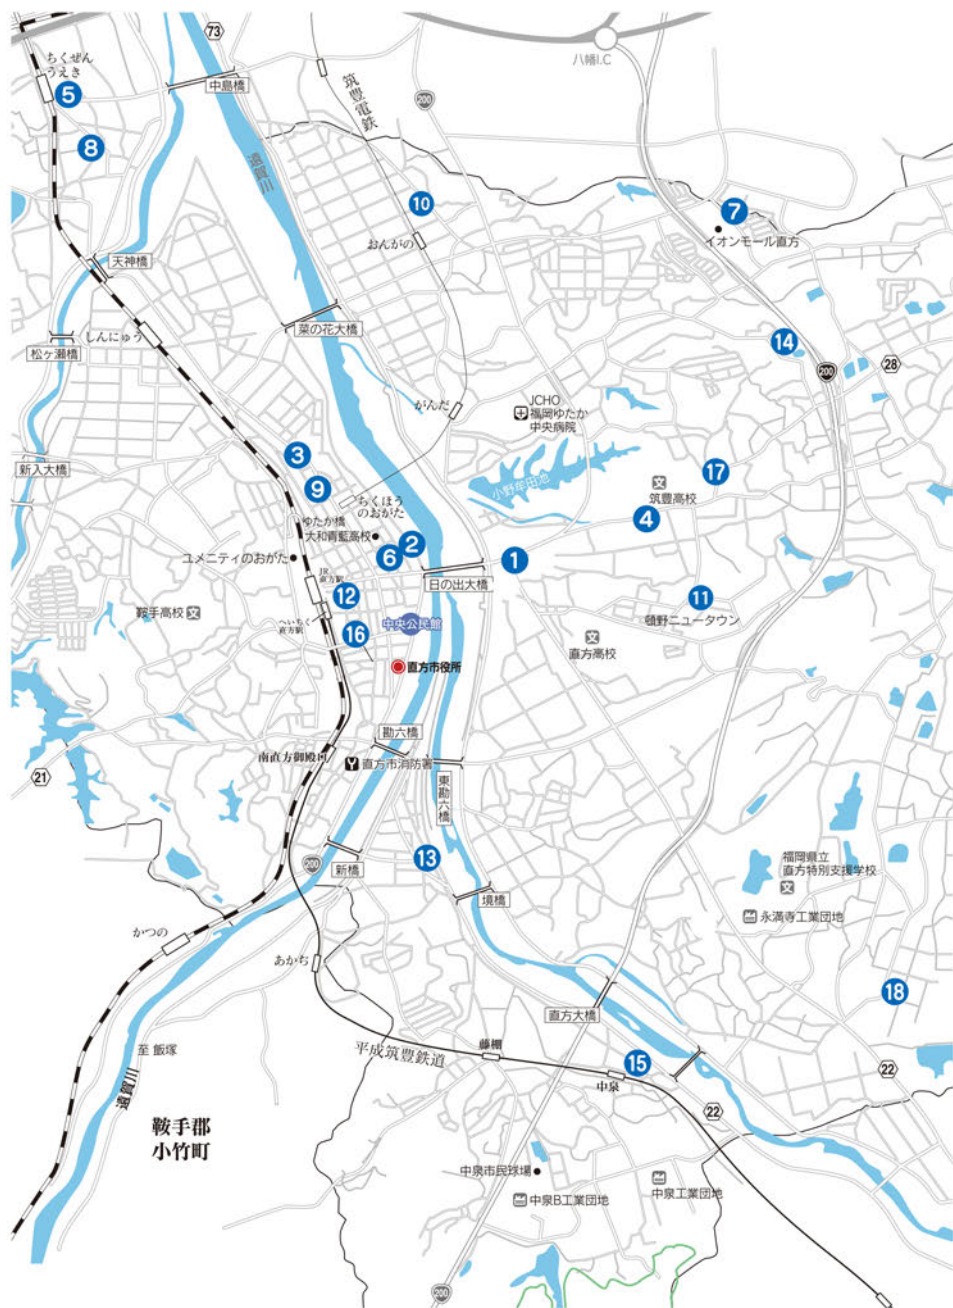 73
八幡I.C
ちくぜん
うえき
5
中島橋
筑豊電鉄
200
8
遠賀川
10
7
おんがの
イオンモール直方
天神橋
菜の花大橋
しんにゅう
松ヶ瀬橋
14
28
200
がんだ
JCHO
福岡ゆたか
中央病院
3
新入大橋
9
小野牟田池
17
筑豊高校
文
ちくほう
のおがた
4
ゆたか橋
大和青藍高校
2
6
ユメニティのおがた
1
日の出大橋
JR
直方駅
12
11
鞍手高校
文
へいちく
直方駅
16
中央公民館
頓野ニュータウン
文
直方高校
直方市役所
勘六橋
南直方御殿口
直方市消防署
21
東勘六橋
200
新橋
13
福岡県立
直方特別支援学校
文
境橋
永満寺工業団地
かつの
あかぢ
18
直方大橋
至 飯塚
平成筑豊鉄道
藤棚
15
中泉
22
22
遠賀川
鞍手郡
小竹町
中泉市民球場
中泉B工業団地
中泉工業団地
200